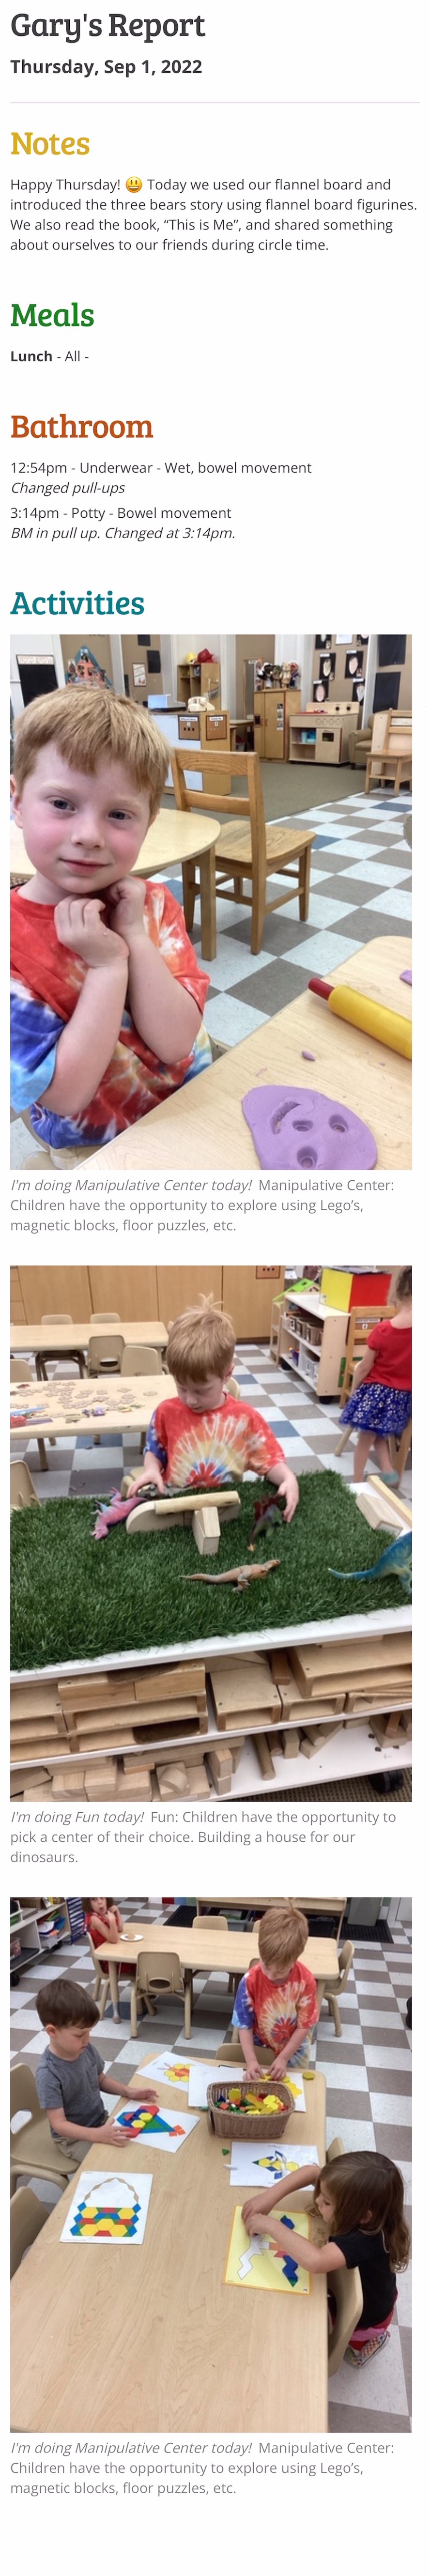 Gary's Report
Thursday, Sep 1, 2022
Notes
Happy Thursday! 😃 Today we used our flannel board and
introduced the three bears story using flannel board figurines.
We also read the book, “This is Me”, and shared something
about ourselves to our friends during circle time.
Meals
Lunch - All -
Bathroom
12:54pm - Underwear - Wet, bowel movement
Changed pull-ups
3:14pm - Potty - Bowel movement
BM in pull up. Changed at 3:14pm.
Activities
I'm doing Manipulative Center today! Manipulative Center:
Children have the opportunity to explore using Lego’s,
magnetic blocks, floor puzzles, etc.
I'm doing Fun today! Fun: Children have the opportunity to
pick a center of their choice. Building a house for our
dinosaurs.
I'm doing Manipulative Center today! Manipulative Center:
Children have the opportunity to explore using Lego’s,
magnetic blocks, floor puzzles, etc.